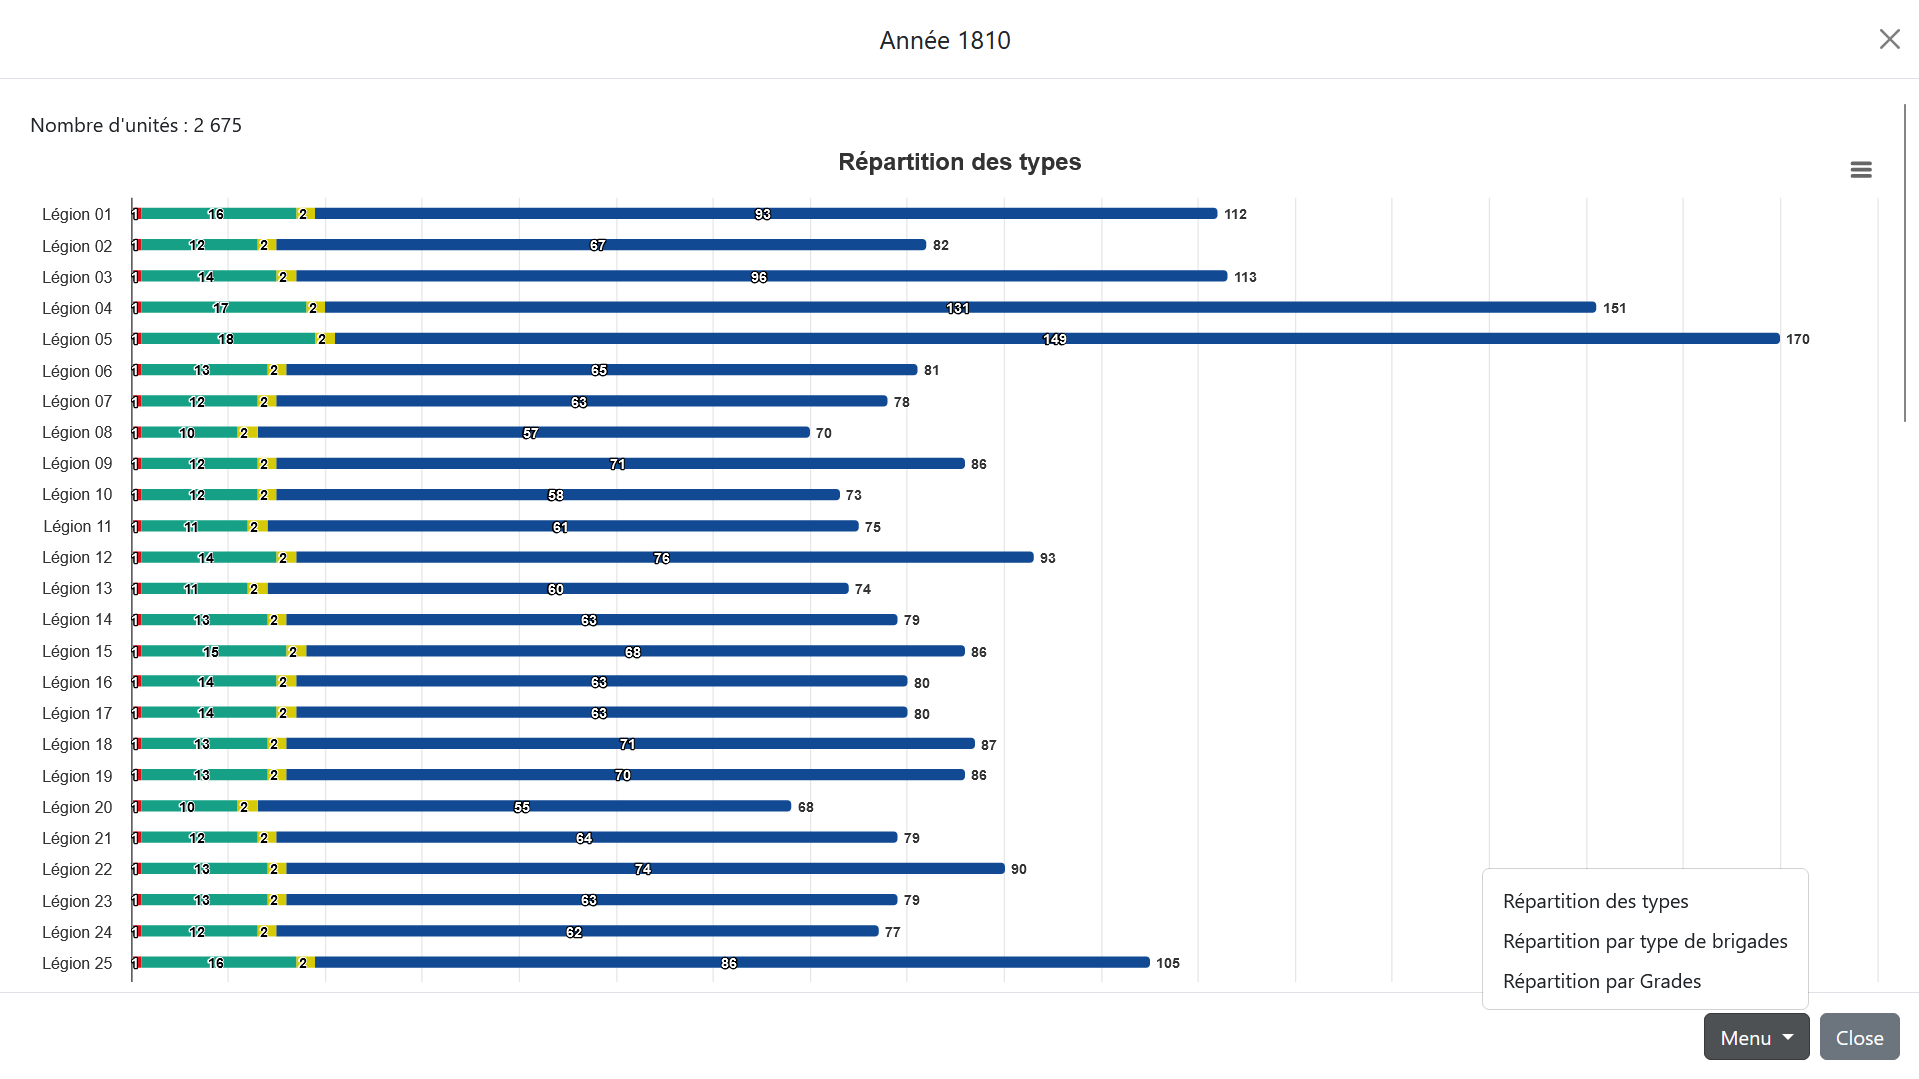 Année 1810
Nombre d'unités : 2 675
Répartition des types
Légion 01 1 16 2 93 112
Légion 02 1 12 2 67 82
Légion 03 1 14 2 96 113
Légion 04 1 17 2 131 151
Légion 05 1 18 2 149 170
Légion 06 1 13 2 65 81
Légion 07 1 12 2 63 78
Légion 08 1 10 2 57 70
Légion 09 1 12 2 71 86
Légion 10 1 12 2 58 73
Légion 11 1 11 2 61 75
Légion 12 1 14 2 76 93
Légion 13 1 11 2 60 74
Légion 14 1 13 2 63 79
Légion 15 1 15 2 68 86
Légion 16 1 14 2 63 80
Légion 17 1 14 2 63 80
Légion 18 1 13 2 71 87
Légion 19 1 13 2 70 86
Légion 20 1 10 2 55 68
Légion 21 1 12 2 64 79
Légion 22 1 13 2 74 90
Légion 23 1 13 2 63 79
Légion 24 1 12 2 62 77
Légion 25 1 16 2 86 105
Répartition des types
Répartition par type de brigades
Répartition par Grades
Menu
Close